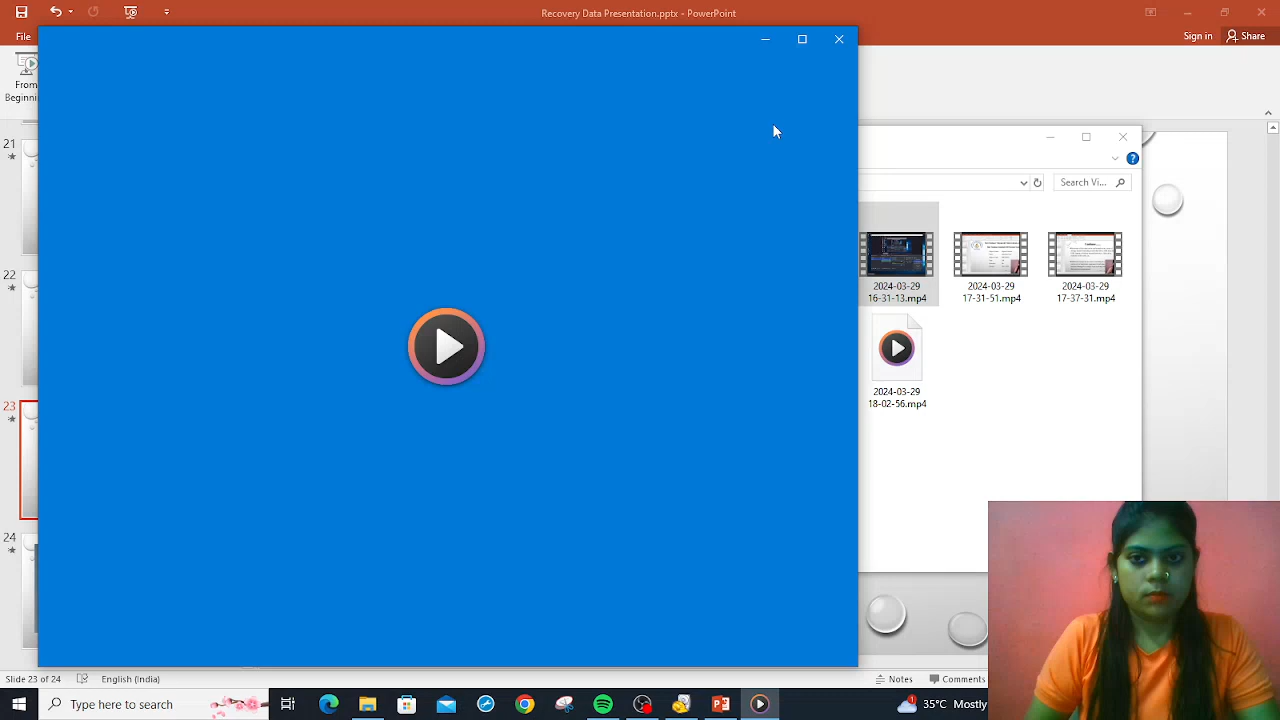 Recovery Data Presentation.pptx - PowerPoint
File
Sign in
Share
From
Beginnin
21
Search Vi...
2024-03-29
16-31-13.mp4
2024-03-29
17-31-51.mp4
2024-03-29
17-37-31.mp4
22
2024-03-29
18-02-56.mp4
23
24
Slide 23 of 24
English (India
Notes
Comments
Type here to search
35°C Mostly